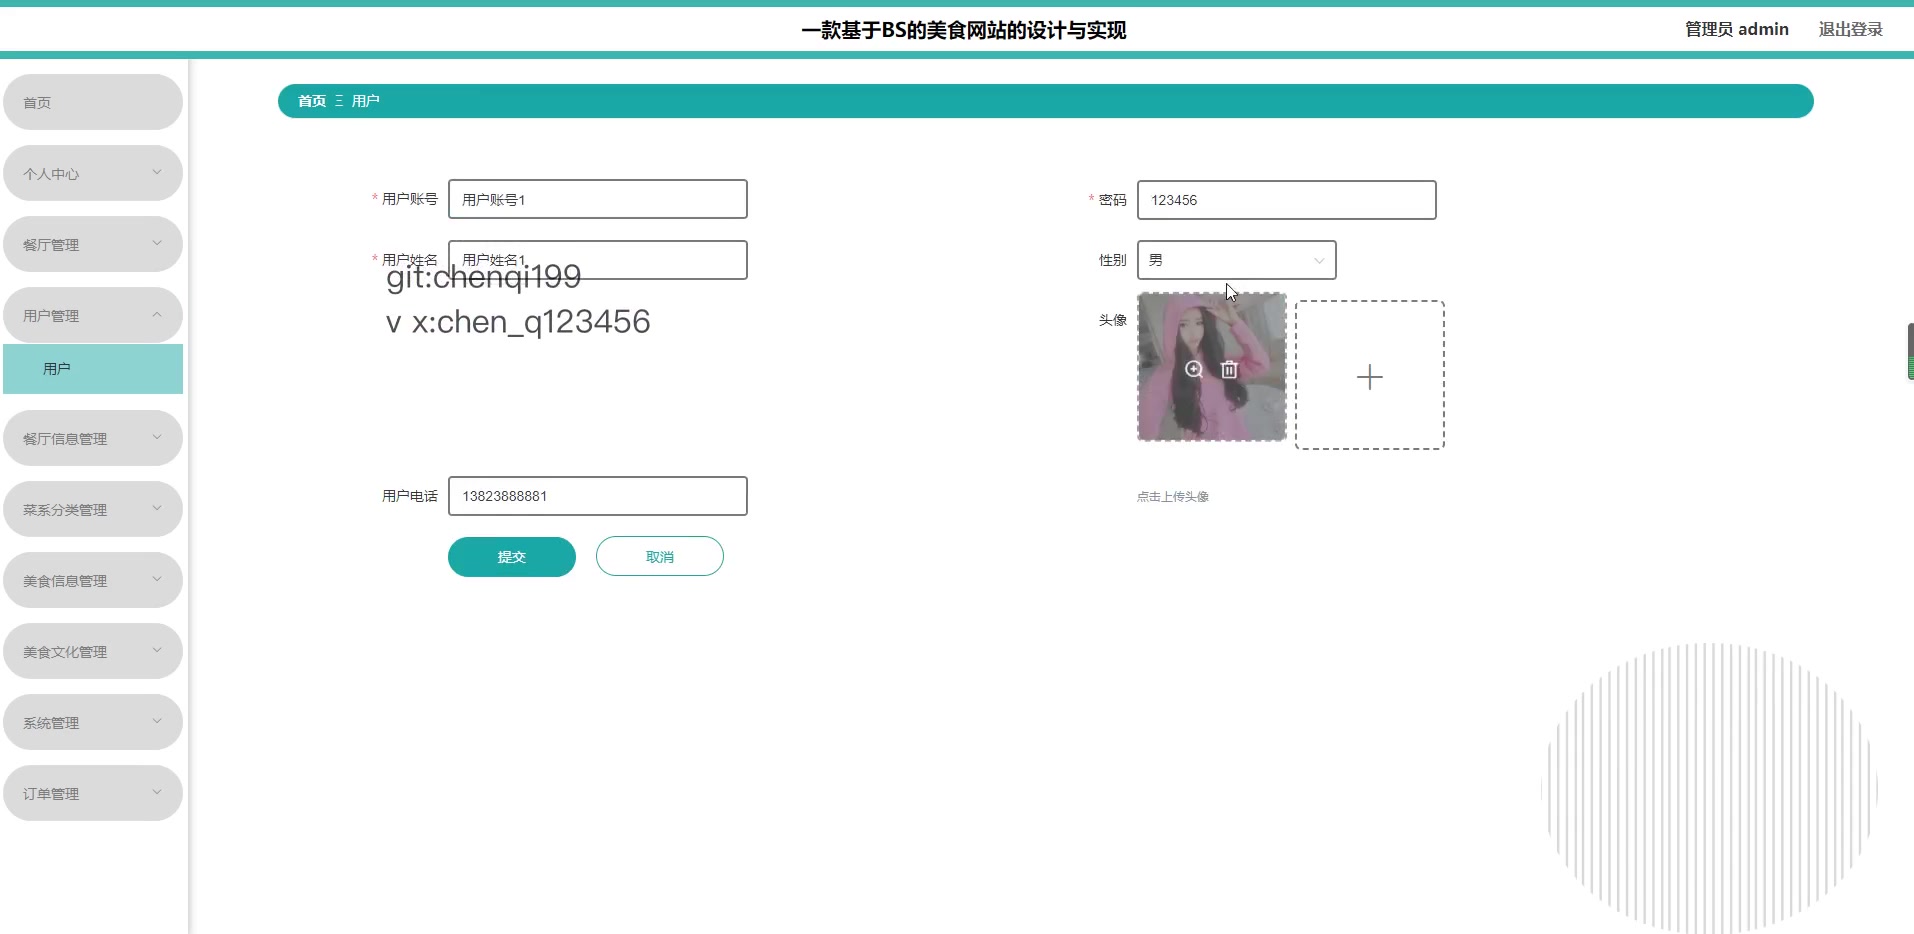 一款基于BS的美食网站的设计与实现
管理员 admin
退出登录
首页
个人中心
餐厅管理
用户管理
用户
餐厅信息管理
菜系分类管理
美食信息管理
美食文化管理
系统管理
订单管理
首页 Ξ 用户
* 用户账号 用户账号1
* 密码 123456
* 用户姓名 用户姓名1
性别 男
git:chenqi199
v x:chen_q123456
头像
用户电话 13823888881
点击上传头像
提交 取消